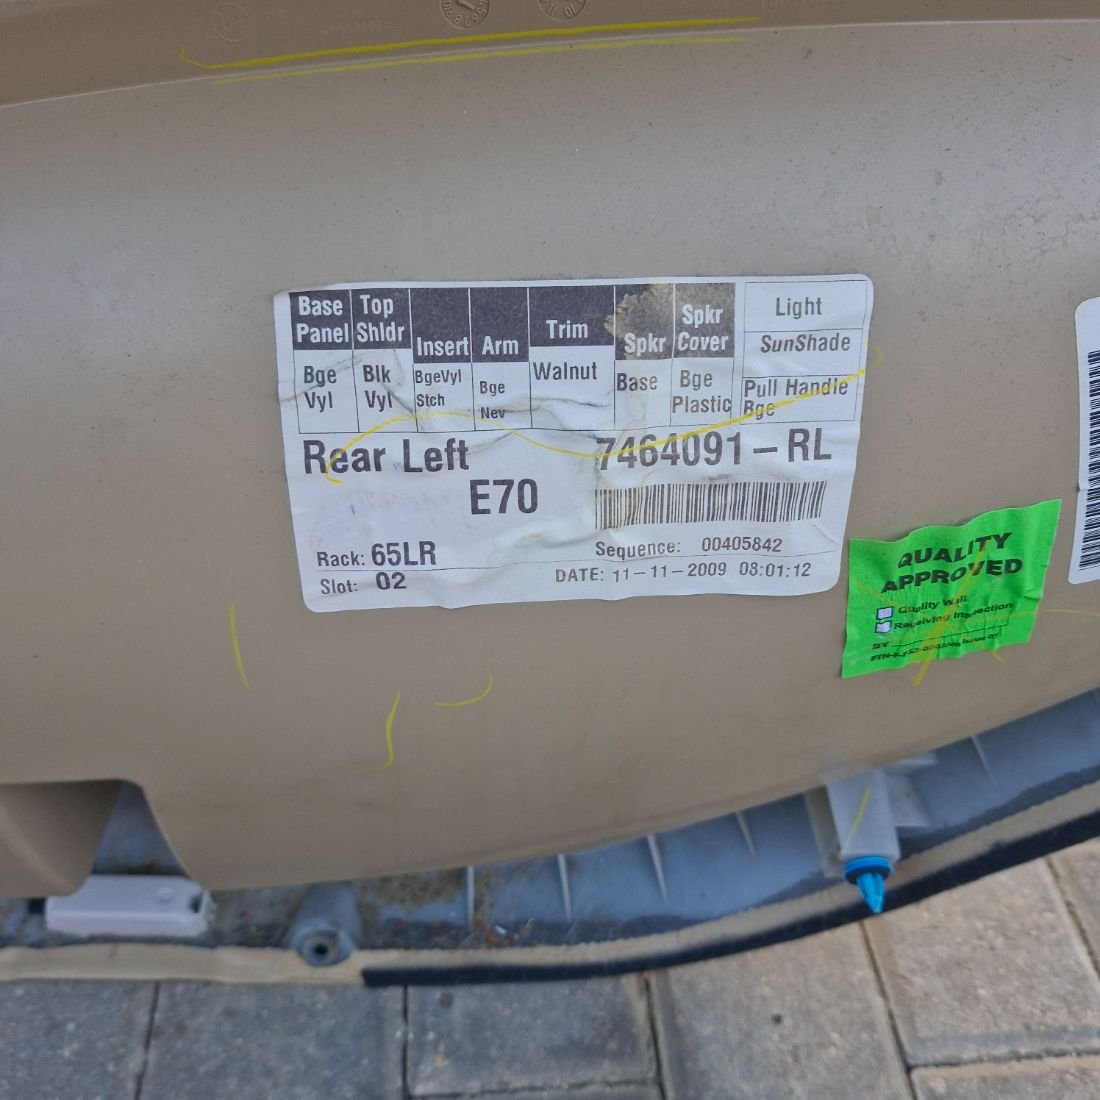 Base Panel
Top Shldr
Insert
Arm
Trim
Spkr
Spkr Cover
Light
SunShade
Bge Vyl
Blk Vyl
BgeVyl Stch
Bge Nev
Walnut
Base
Bge Plastic
Pull Handle Bge
Rear Left
7464091-RL
E70
Rack: 65LR
Sequence: 00405842
Slot: 02
DATE: 11-11-2009 08:01:12
QUALITY
APPROVED
Quality Wall
Receiving Inspection
BY